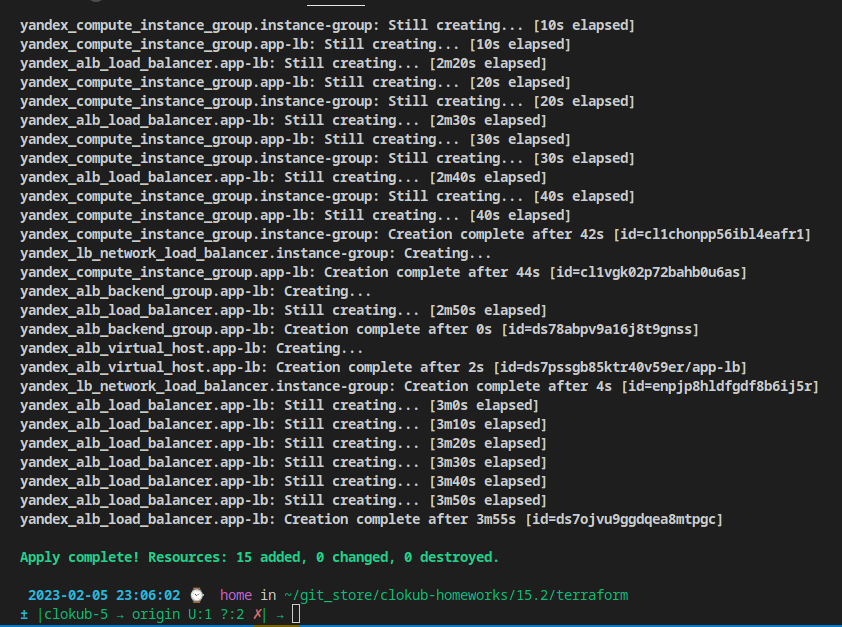 yandex_compute_instance_group.instance-group: Still creating... [10s elapsed]
yandex_compute_instance_group.app-lb: Still creating... [10s elapsed]
yandex_alb_load_balancer.app-lb: Still creating... [2m20s elapsed]
yandex_compute_instance_group.app-lb: Still creating... [20s elapsed]
yandex_compute_instance_group.instance-group: Still creating... [20s elapsed]
yandex_alb_load_balancer.app-lb: Still creating... [2m30s elapsed]
yandex_compute_instance_group.app-lb: Still creating... [30s elapsed]
yandex_compute_instance_group.instance-group: Still creating... [30s elapsed]
yandex_alb_load_balancer.app-lb: Still creating... [2m40s elapsed]
yandex_compute_instance_group.instance-group: Still creating... [40s elapsed]
yandex_compute_instance_group.app-lb: Still creating... [40s elapsed]
yandex_compute_instance_group.instance-group: Creation complete after 42s [id=cl1chonpp56ibl4eafr1]
yandex_lb_network_load_balancer.instance-group: Creating...
yandex_compute_instance_group.app-lb: Creation complete after 44s [id=cl1vgk02p72bahb0u6as]
yandex_alb_backend_group.app-lb: Creating...
yandex_alb_load_balancer.app-lb: Still creating... [2m50s elapsed]
yandex_alb_backend_group.app-lb: Creation complete after 0s [id=ds78abpv9a16j8t9gnss]
yandex_alb_virtual_host.app-lb: Creating...
yandex_alb_virtual_host.app-lb: Creation complete after 2s [id=ds7pssgb85ktr40v59er/app-lb]
yandex_lb_network_load_balancer.instance-group: Creation complete after 4s [id=enpjp8hldfgdf8b6ij5r]
yandex_alb_load_balancer.app-lb: Still creating... [3m0s elapsed]
yandex_alb_load_balancer.app-lb: Still creating... [3m10s elapsed]
yandex_alb_load_balancer.app-lb: Still creating... [3m20s elapsed]
yandex_alb_load_balancer.app-lb: Still creating... [3m30s elapsed]
yandex_alb_load_balancer.app-lb: Still creating... [3m40s elapsed]
yandex_alb_load_balancer.app-lb: Still creating... [3m50s elapsed]
yandex_alb_load_balancer.app-lb: Creation complete after 3m55s [id=ds7ojvu9ggdqea8mtpgc]
Apply complete! Resources: 15 added, 0 changed, 0 destroyed.
2023-02-05 23:06:02 ⌚ home in ~/git_store/clokub-homeworks/15.2/terraform
± |clokub-5 → origin U:1 ?:2 ✗| →